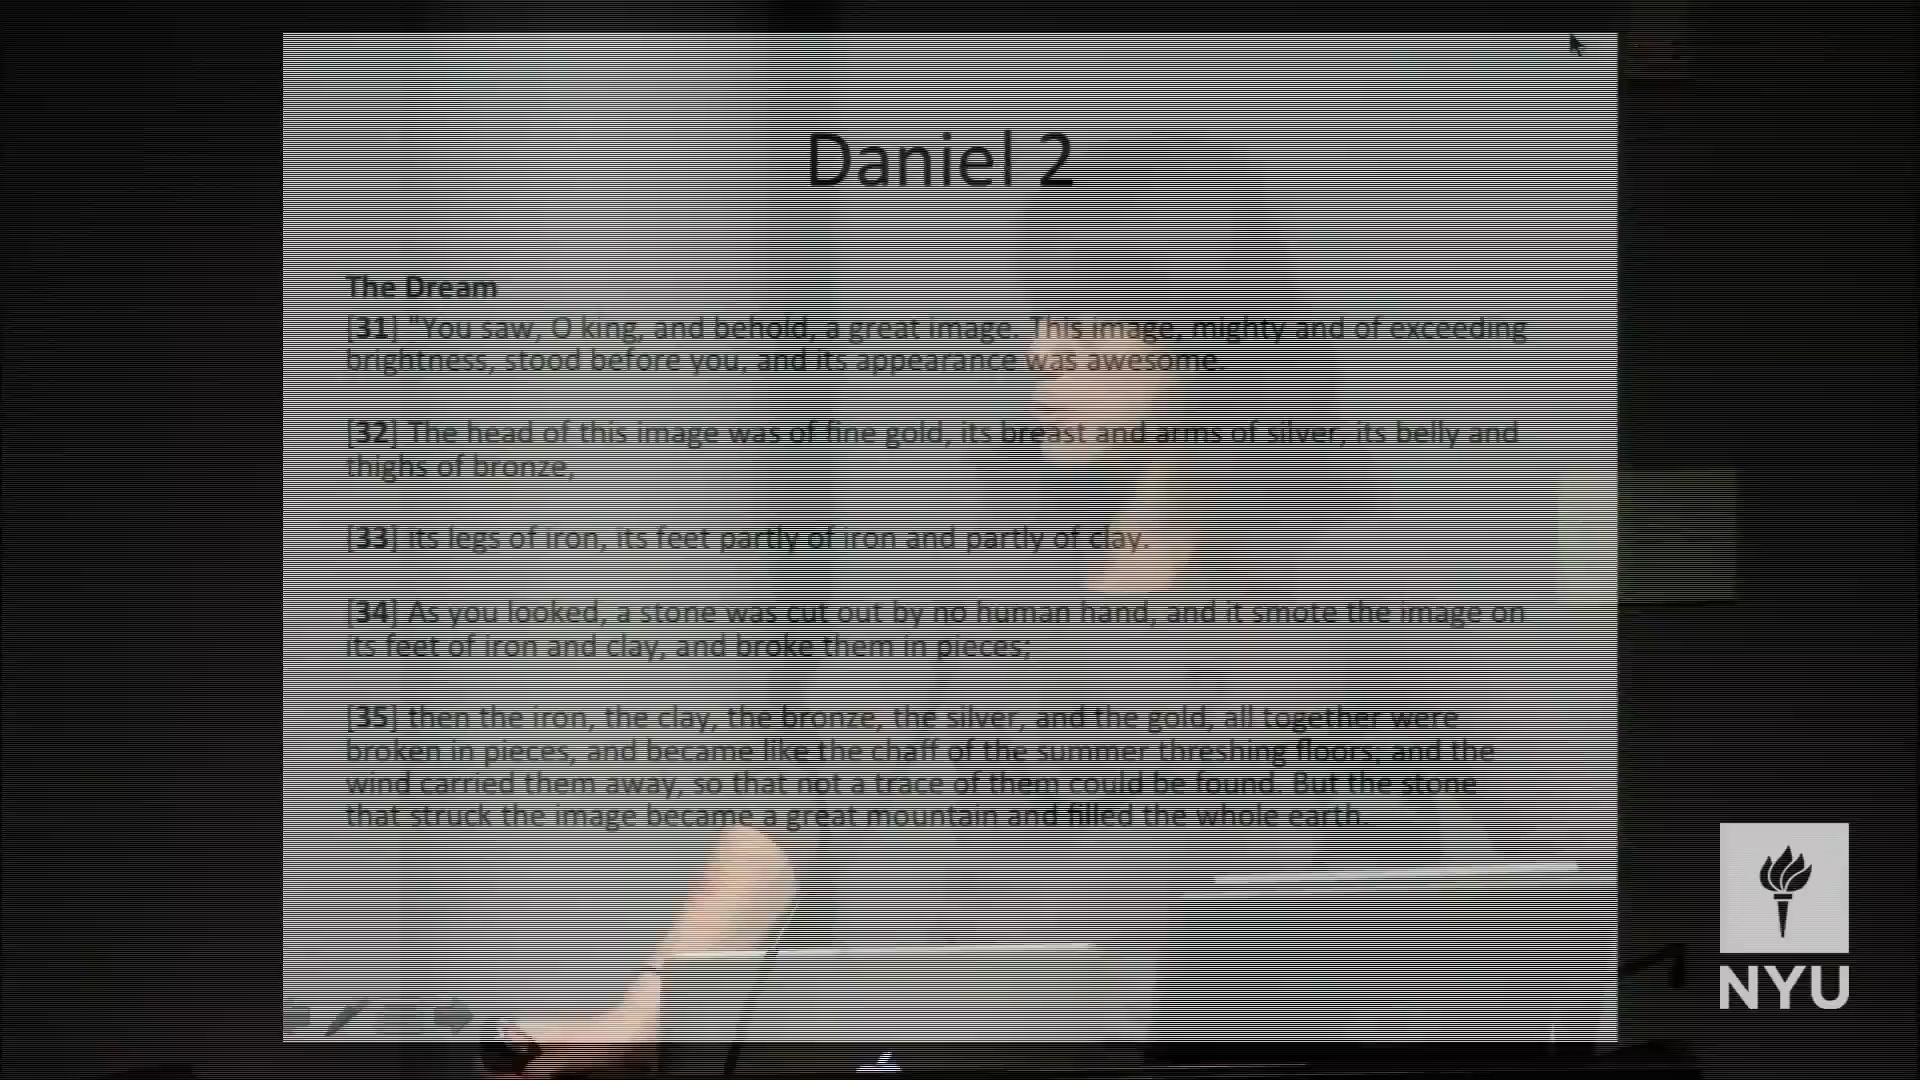 Daniel 2
The Dream
[31] "You saw, O king, and behold, a great image. This image, mighty and of exceeding
brightness, stood before you, and its appearance was awesome.
[32] The head of this image was of fine gold, its breast and arms of silver, its belly and
thighs of bronze,
[33] its legs of iron, its feet partly of iron and partly of clay.
[34] As you looked, a stone was cut out by no human hand, and it smote the image on
its feet of iron and clay, and broke them in pieces;
[35] then the iron, the clay, the bronze, the silver, and the gold, all together were
broken in pieces, and became like the chaff of the summer threshing floors; and the
wind carried them away, so that not a trace of them could be found. But the stone
that struck the image became a great mountain and filled the whole earth.
NYU